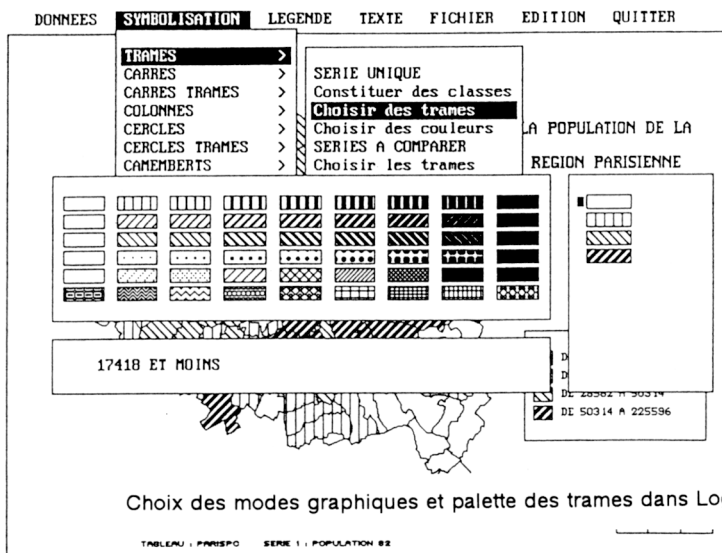 DONNEES SYMBOLISATION LEGENDE TEXTE FICHIER EDITION QUITTER
TRAMES >
CARRES >
CARRES TRAMES >
COLONNES >
CERCLES >
CERCLES TRAMES >
CAMEMBERTS >
SERIE UNIQUE
Constituer des classes
Choisir des trames
Choisir des couleurs
SERIES A COMPARER
Choisir les trames
LA POPULATION DE LA
REGION PARISIENNE
17418 ET MOINS
DE 28582 A 50314
DE 50314 A 225596
Choix des modes graphiques et palette des trames dans Lo
TABLEAU : PARISPO SERIE 1 : POPULATION 82